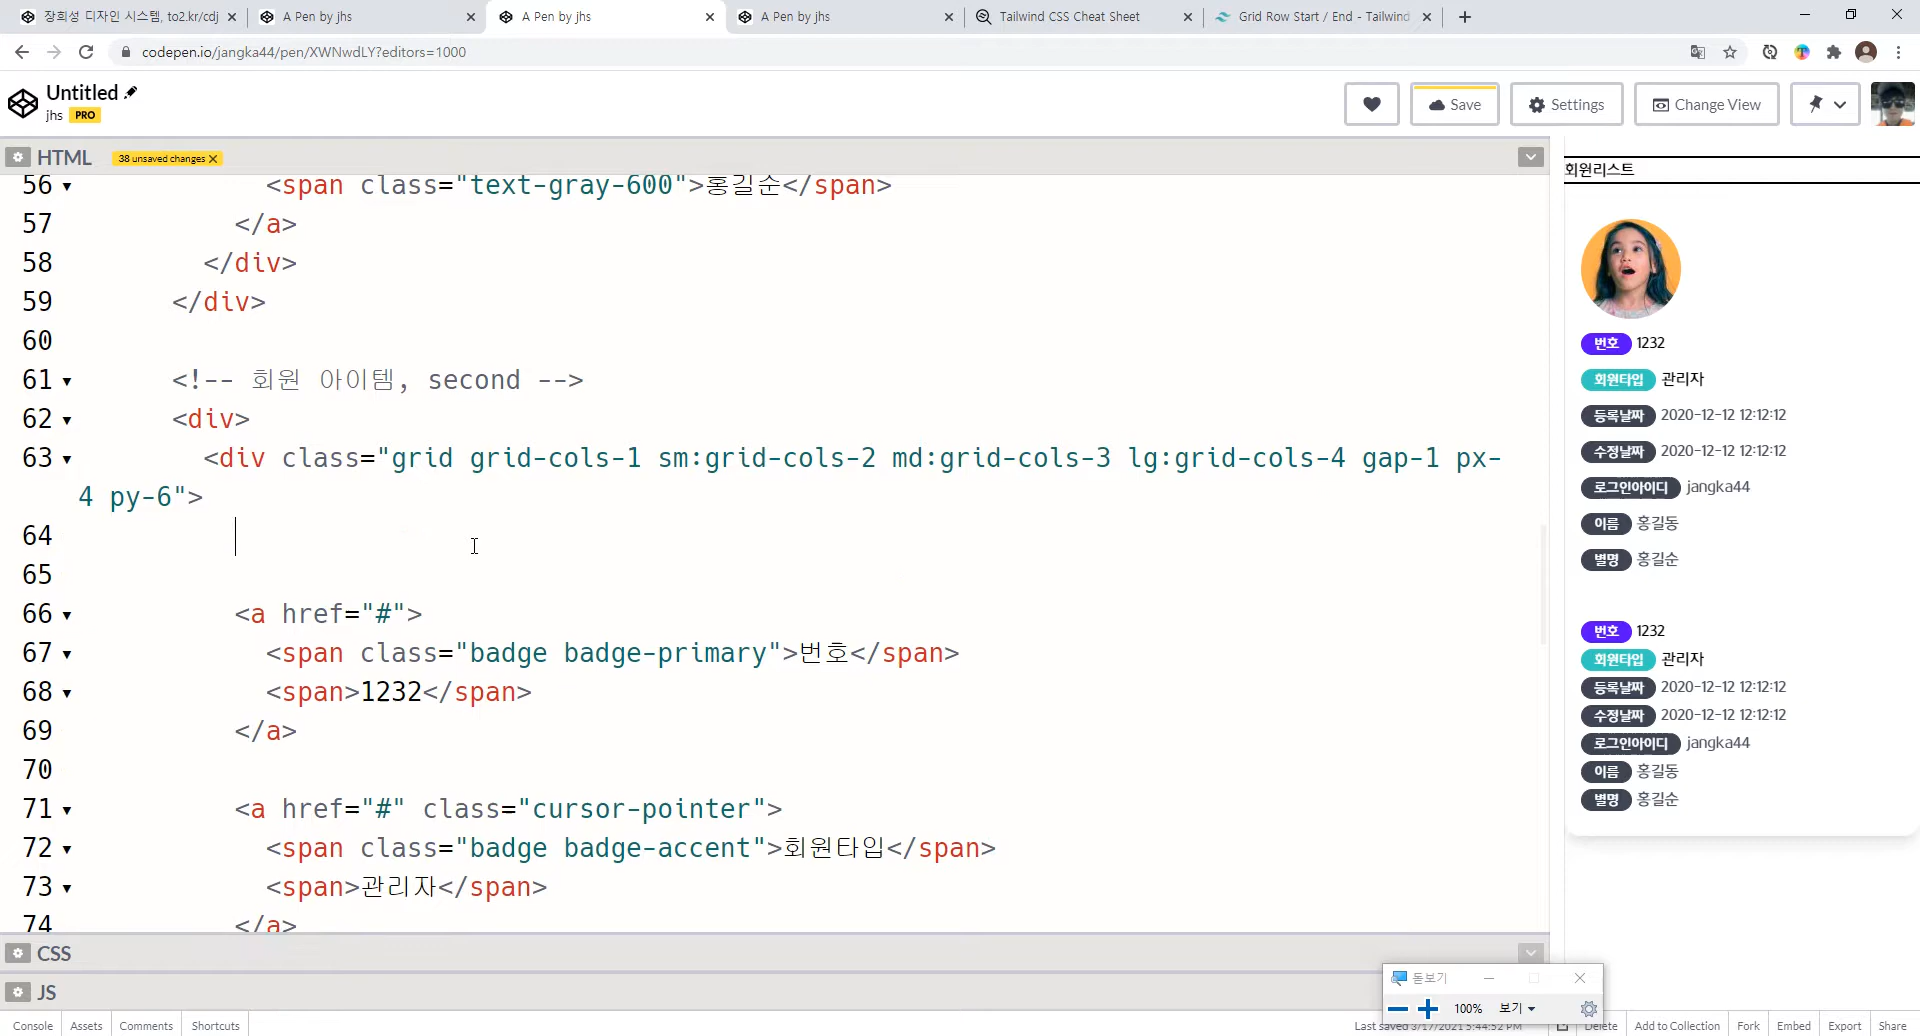 장희성 디자인 시스템, to2.kr/cdj
A Pen by jhs
A Pen by jhs
A Pen by jhs
Tailwind CSS Cheat Sheet
Grid Row Start / End - Tailwind
codepen.io/jangka44/pen/XWNwdLY?editors=1000
Untitled
jhs PRO
Save
Settings
Change View
HTML
38 unsaved changes
56 <span class="text-gray-600">홍길순</span>
57 </a>
58 </div>
59 </div>
60
61 <!-- 회원 아이템, second -->
62 <div>
63 <div class="grid grid-cols-1 sm:grid-cols-2 md:grid-cols-3 lg:grid-cols-4 gap-1 px-
4 py-6">
64
65
66 <a href="#">
67 <span class="badge badge-primary">번호</span>
68 <span>1232</span>
69 </a>
70
71 <a href="#" class="cursor-pointer">
72 <span class="badge badge-accent">회원타입</span>
73 <span>관리자</span>
74 </a>
회원리스트
번호 1232
회원타입 관리자
등록날짜 2020-12-12 12:12:12
수정날짜 2020-12-12 12:12:12
로그인아이디 jangka44
이름 홍길동
별명 홍길순
번호 1232
회원타입 관리자
등록날짜 2020-12-12 12:12:12
수정날짜 2020-12-12 12:12:12
로그인아이디 jangka44
이름 홍길동
별명 홍길순
CSS
JS
돋보기
100% 보기
Console Assets Comments Shortcuts
Last saved 3/17/2021 5:44:52 PM
Delete Add to Collection Fork Embed Export Share